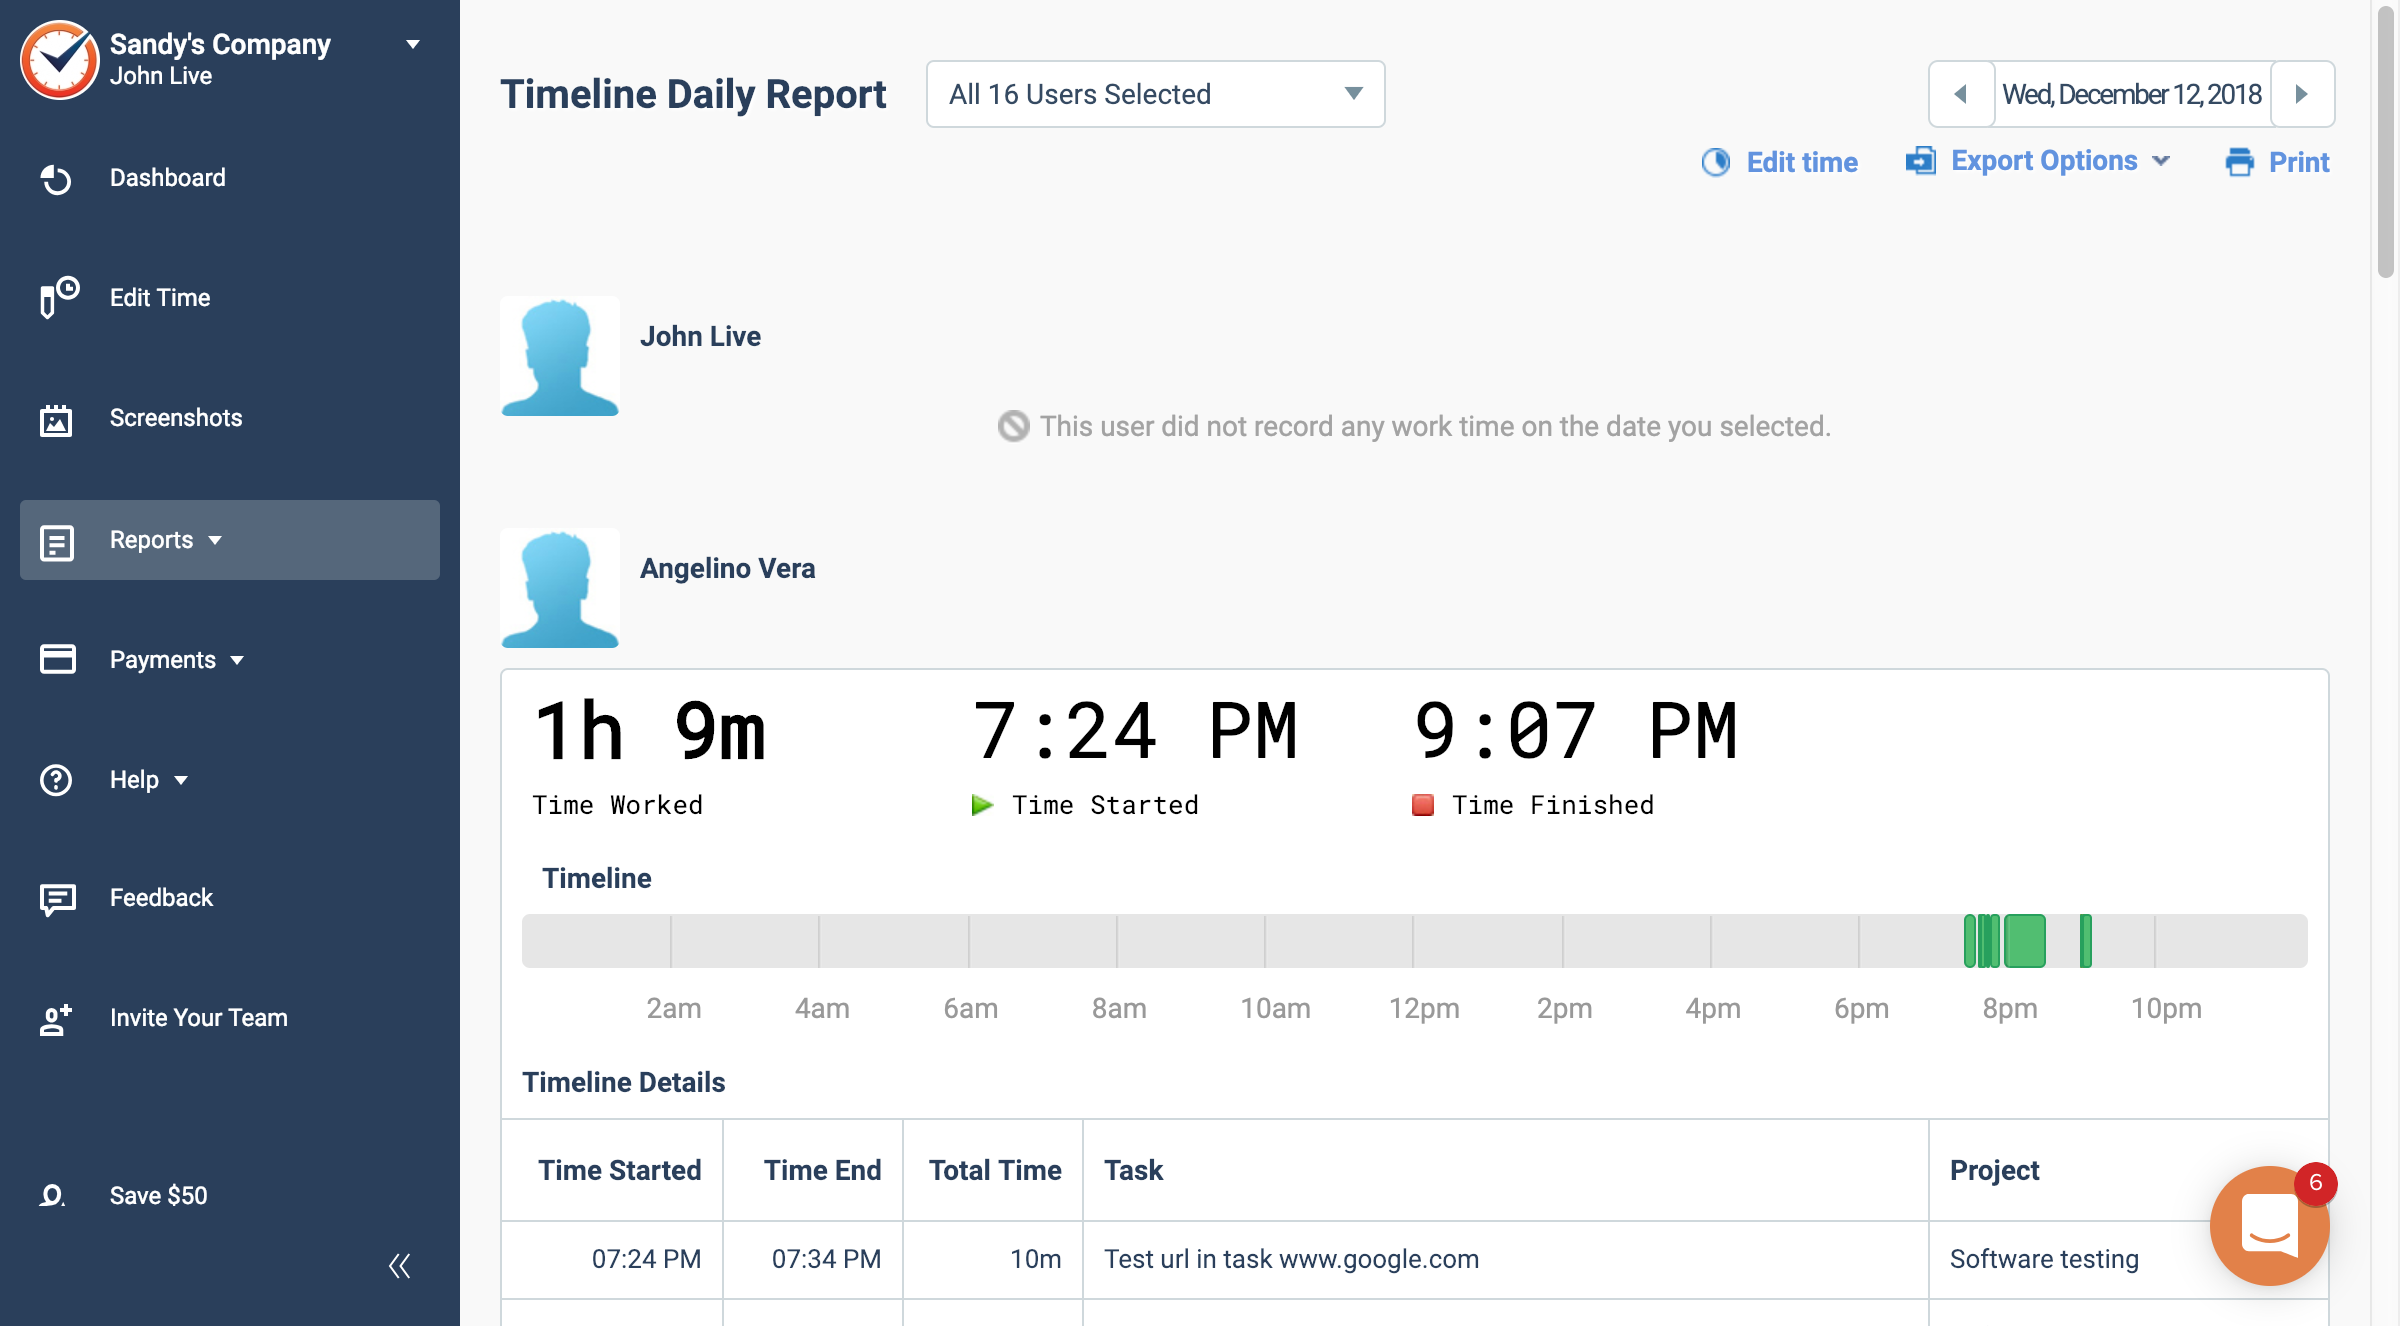 Sandy's Company
John Live
Dashboard
Edit Time
Screenshots
Reports
Payments
Help
Feedback
Invite Your Team
Save $50
Timeline Daily Report
All 16 Users Selected
Wed, December 12, 2018
Edit time
Export Options
Print
John Live
This user did not record any work time on the date you selected.
Angelino Vera
1h 9m
7:24 PM
9:07 PM
Time Worked
Time Started
Time Finished
Timeline
2am 4am 6am 8am 10am 12pm 2pm 4pm 6pm 8pm 10pm
Timeline Details
Time Started Time End Total Time Task Project
07:24 PM 07:34 PM 10m Test url in task www.google.com Software testing
6